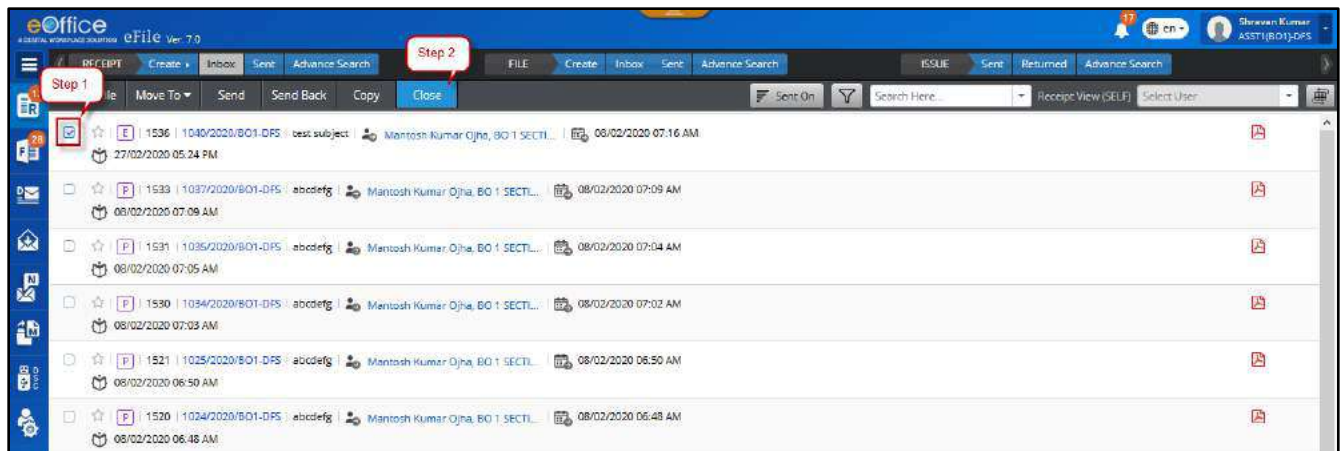 eOffice
A DIGITAL WORKPLACE SOLUTION eFile Ver. 7.0
17
en
Shravan Kumar
ASST1(BO1)-DFS
RECEIPT Create Inbox Sent Advance Search FILE Create Inbox Sent Advance Search ISSUE Sent Returned Advance Search
Step 1
Step 2
Move To Send Send Back Copy Close Sent On Search Here... Receipt View (SELF) Select User
E 1536 1040/2020/BO1-DFS test subject Mantosh Kumar Ojha, BO 1 SECTI... 08/02/2020 07:16 AM
27/02/2020 05:24 PM
P 1533 1037/2020/BO1-DFS abcdefg Mantosh Kumar Ojha, BO 1 SECTI... 08/02/2020 07:09 AM
08/02/2020 07:09 AM
P 1531 1035/2020/BO1-DFS abcdefg Mantosh Kumar Ojha, BO 1 SECTI... 08/02/2020 07:04 AM
08/02/2020 07:05 AM
P 1530 1034/2020/BO1-DFS abcdefg Mantosh Kumar Ojha, BO 1 SECTI... 08/02/2020 07:02 AM
08/02/2020 07:03 AM
P 1521 1025/2020/BO1-DFS abcdefg Mantosh Kumar Ojha, BO 1 SECTI... 08/02/2020 06:50 AM
08/02/2020 06:50 AM
P 1520 1024/2020/BO1-DFS abcdefg Mantosh Kumar Ojha, BO 1 SECTI... 08/02/2020 06:48 AM
08/02/2020 06:48 AM
R
28
F
N
M